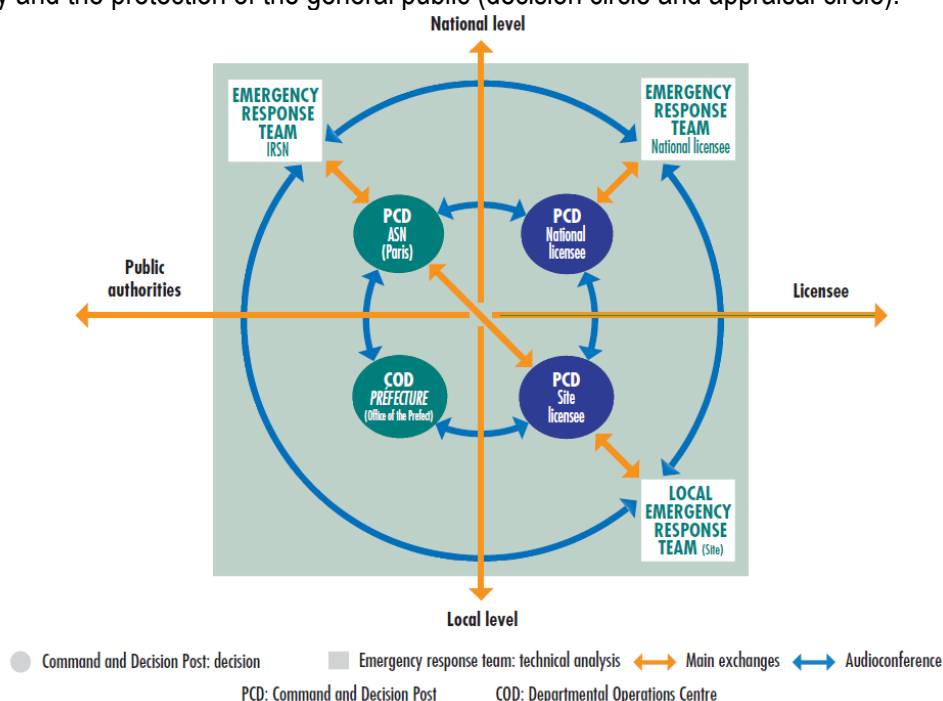 y and the protection of the general public (decision circle and appraisal circle).
National level
EMERGENCY
RESPONSE
TEAM
IRSN
EMERGENCY
RESPONSE
TEAM
National licensee
PCD
ASN
(Paris)
PCD
National
licensee
Public
authorities
Licensee
COD
PRÉFECTURE
(Office of the Prefect)
PCD
Site
licensee
LOCAL
EMERGENCY
RESPONSE
TEAM (Site)
Local level
Command and Decision Post: decision
Emergency response team: technical analysis
Main exchanges
Audioconference
PCD: Command and Decision Post
COD: Departmental Operations Centre